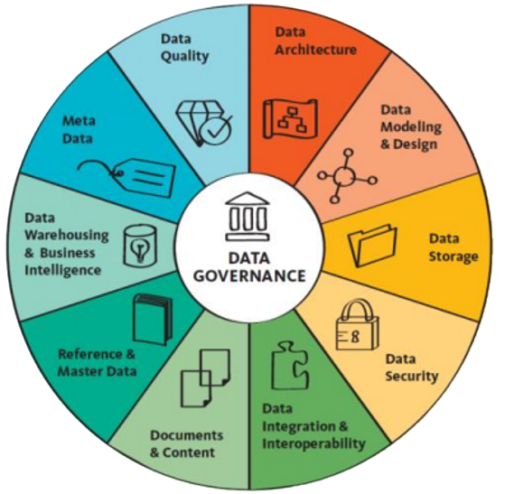 Data
Quality
Data
Architecture
Data
Modeling
& Design
Data
Storage
Data
Security
Data
Integration &
Interoperability
Documents
& Content
Reference &
Master Data
Data
Warehousing
& Business
Intelligence
Meta
Data
DATA
GOVERNANCE
8